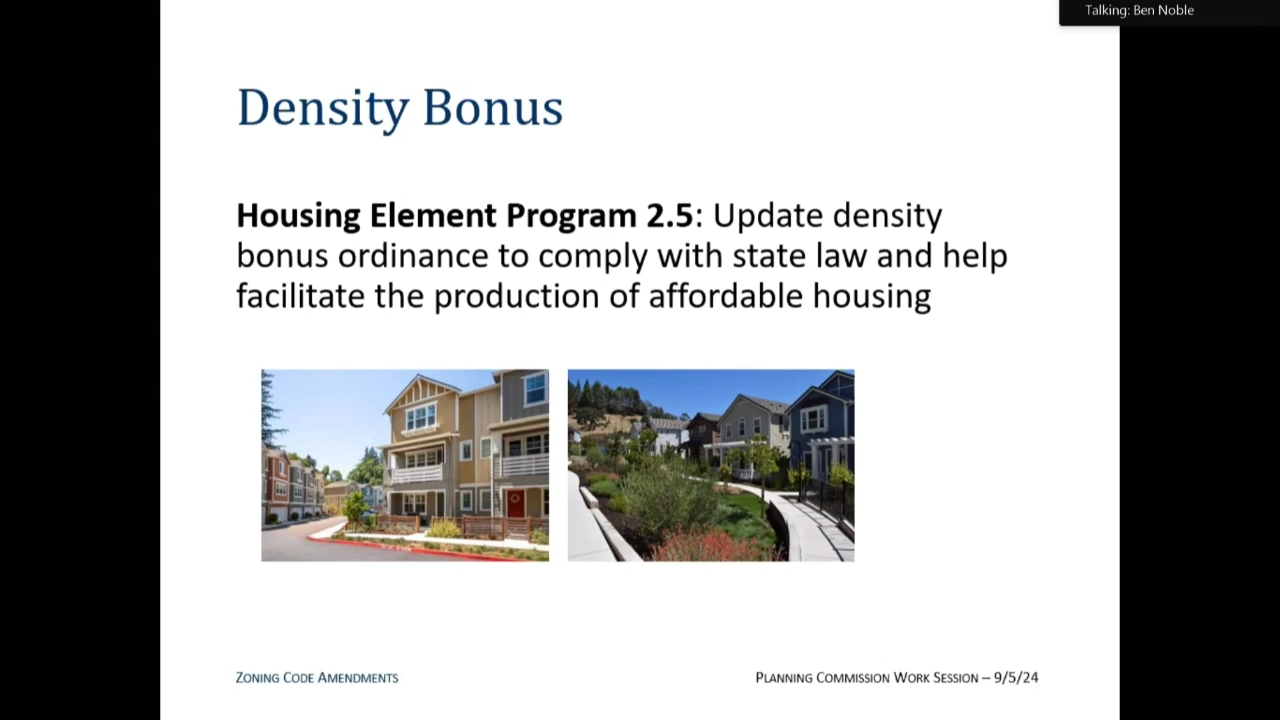 Talking: Ben Noble
Density Bonus
Housing Element Program 2.5: Update density
bonus ordinance to comply with state law and help
facilitate the production of affordable housing
Zoning Code Amendments
Planning Commission Work Session – 9/5/24